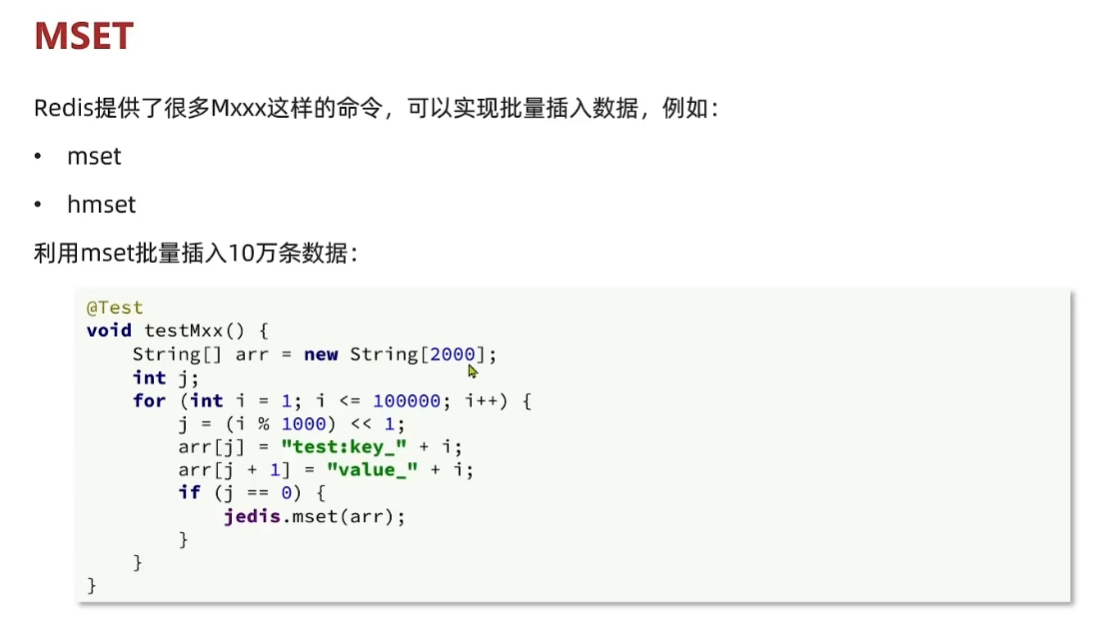 MSET
Redis提供了很多Mxxx这样的命令，可以实现批量插入数据，例如：
• mset
• hmset
利用mset批量插入10万条数据：
@Test
void testMxx() {
    String[] arr = new String[2000];
    int j;
    for (int i = 1; i <= 100000; i++) {
        j = (i % 1000) << 1;
        arr[j] = "test:key_" + i;
        arr[j + 1] = "value_" + i;
        if (j == 0) {
            jedis.mset(arr);
        }
    }
}